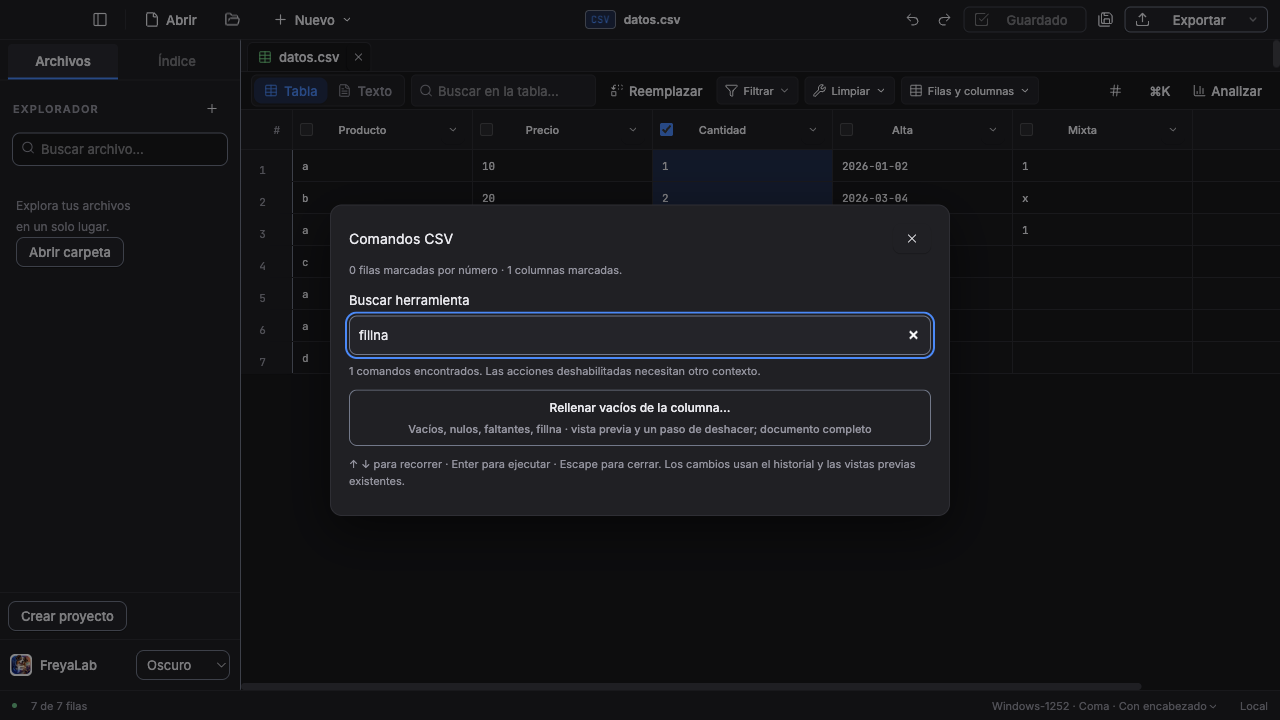 Abrir
Nuevo
CSV datos.csv
Guardado
Exportar
Archivos
Índice
datos.csv
Tabla
Texto
Buscar en la tabla...
Reemplazar
Filtrar
Limpiar
Filas y columnas
#
⌘K
Analizar
EXPLORADOR
Buscar archivo...
Explora tus archivos
en un solo lugar.
Abrir carpeta
# Producto Precio Cantidad Alta Mixta
1 a 10 1 2026-01-02 1
2 b 20 2 2026-03-04 x
3 a 1
4 c
5 a
6 a
7 d
Comandos CSV
0 filas marcadas por número · 1 columnas marcadas.
Buscar herramienta
fillna
1 comandos encontrados. Las acciones deshabilitadas necesitan otro contexto.
Rellenar vacíos de la columna...
Vacíos, nulos, faltantes, fillna · vista previa y un paso de deshacer; documento completo
↑ ↓ para recorrer · Enter para ejecutar · Escape para cerrar. Los cambios usan el historial y las vistas previas
existentes.
Crear proyecto
FreyaLab
Oscuro
7 de 7 filas
Windows-1252 · Coma · Con encabezado
Local